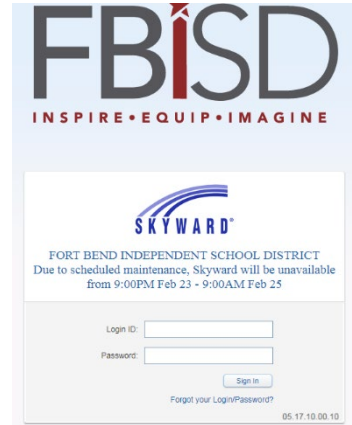 FBISD
INSPIRE•EQUIP•IMAGINE
SKYWARD®
FORT BEND INDEPENDENT SCHOOL DISTRICT
Due to scheduled maintenance, Skyward will be unavailable
from 9:00PM Feb 23 - 9:00AM Feb 25
Login ID:
Password:
Sign In
Forgot your Login/Password?
05.17.10.00.10